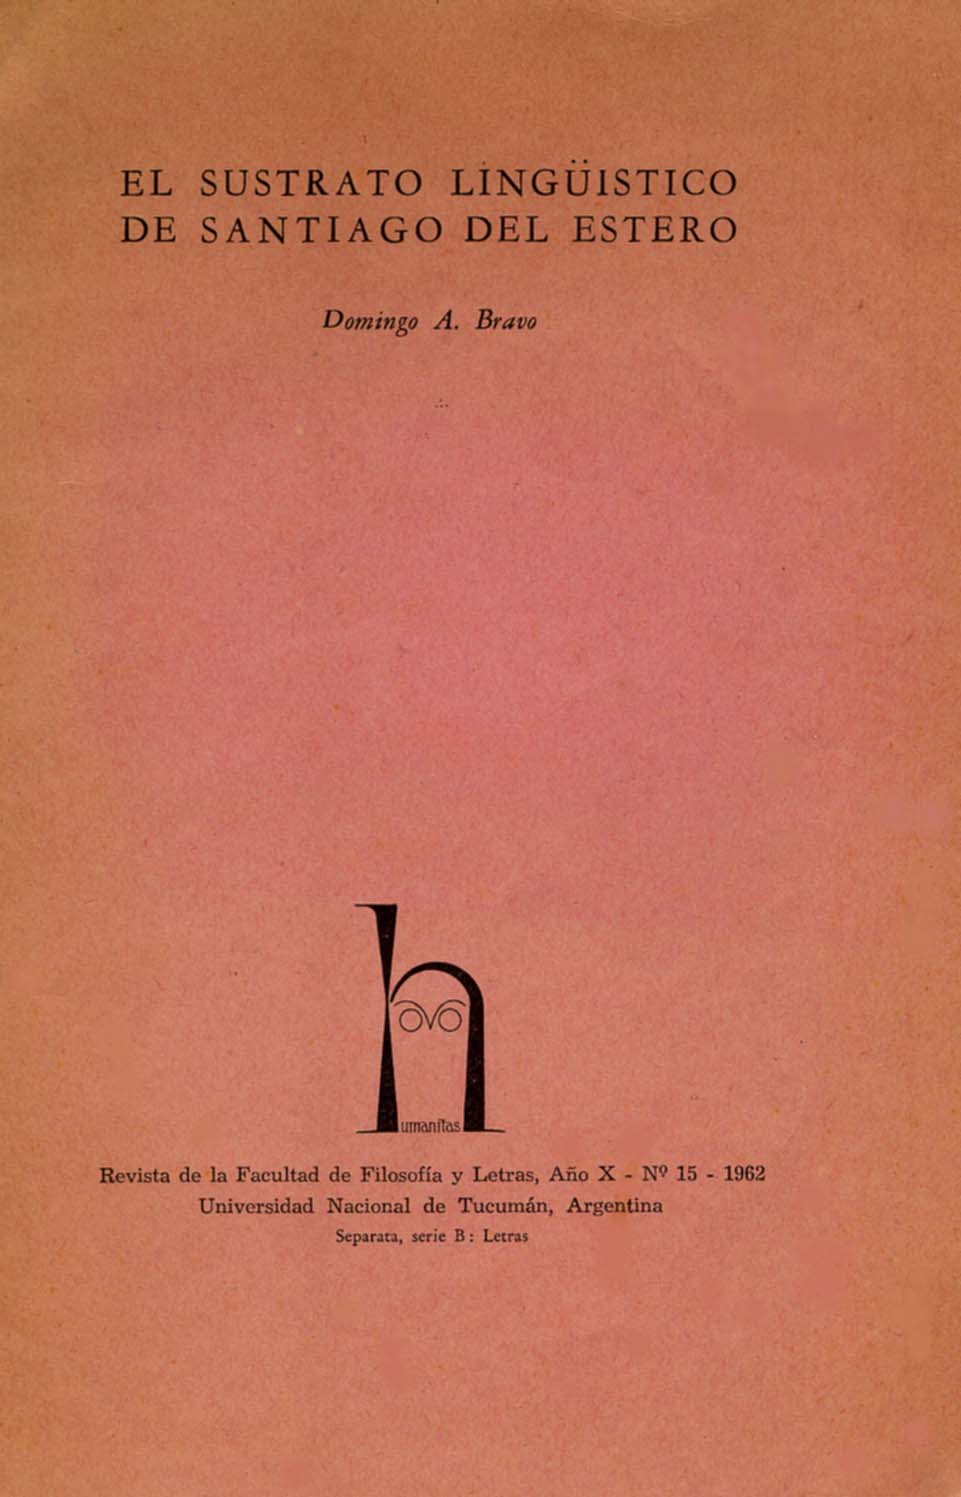 EL SUSTRATO LINGÜISTICO
DE SANTIAGO DEL ESTERO
Domingo A. Bravo
humanitas
Revista de la Facultad de Filosofía y Letras, Año X - Nº 15 - 1962
Universidad Nacional de Tucumán, Argentina
Separata, serie B: Letras